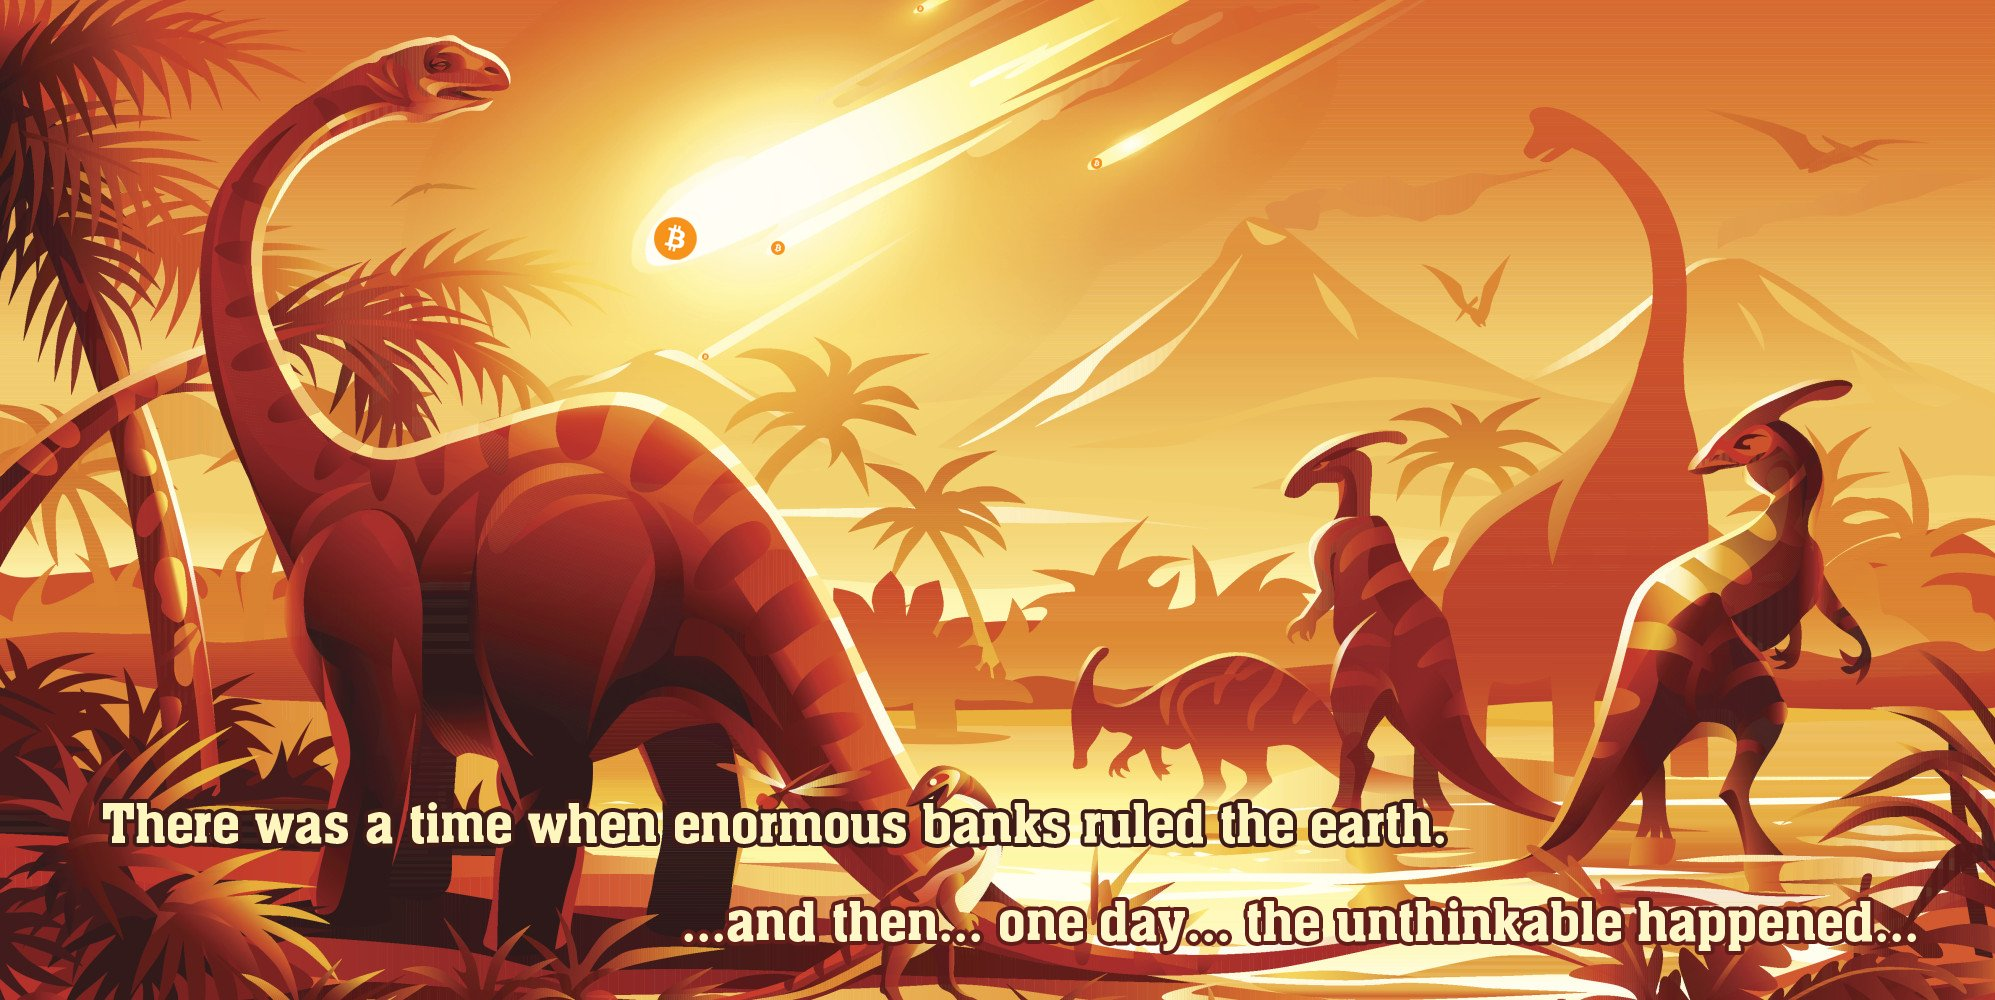 There was a time when enormous banks ruled the earth.
...and then... one day... the unthinkable happened...